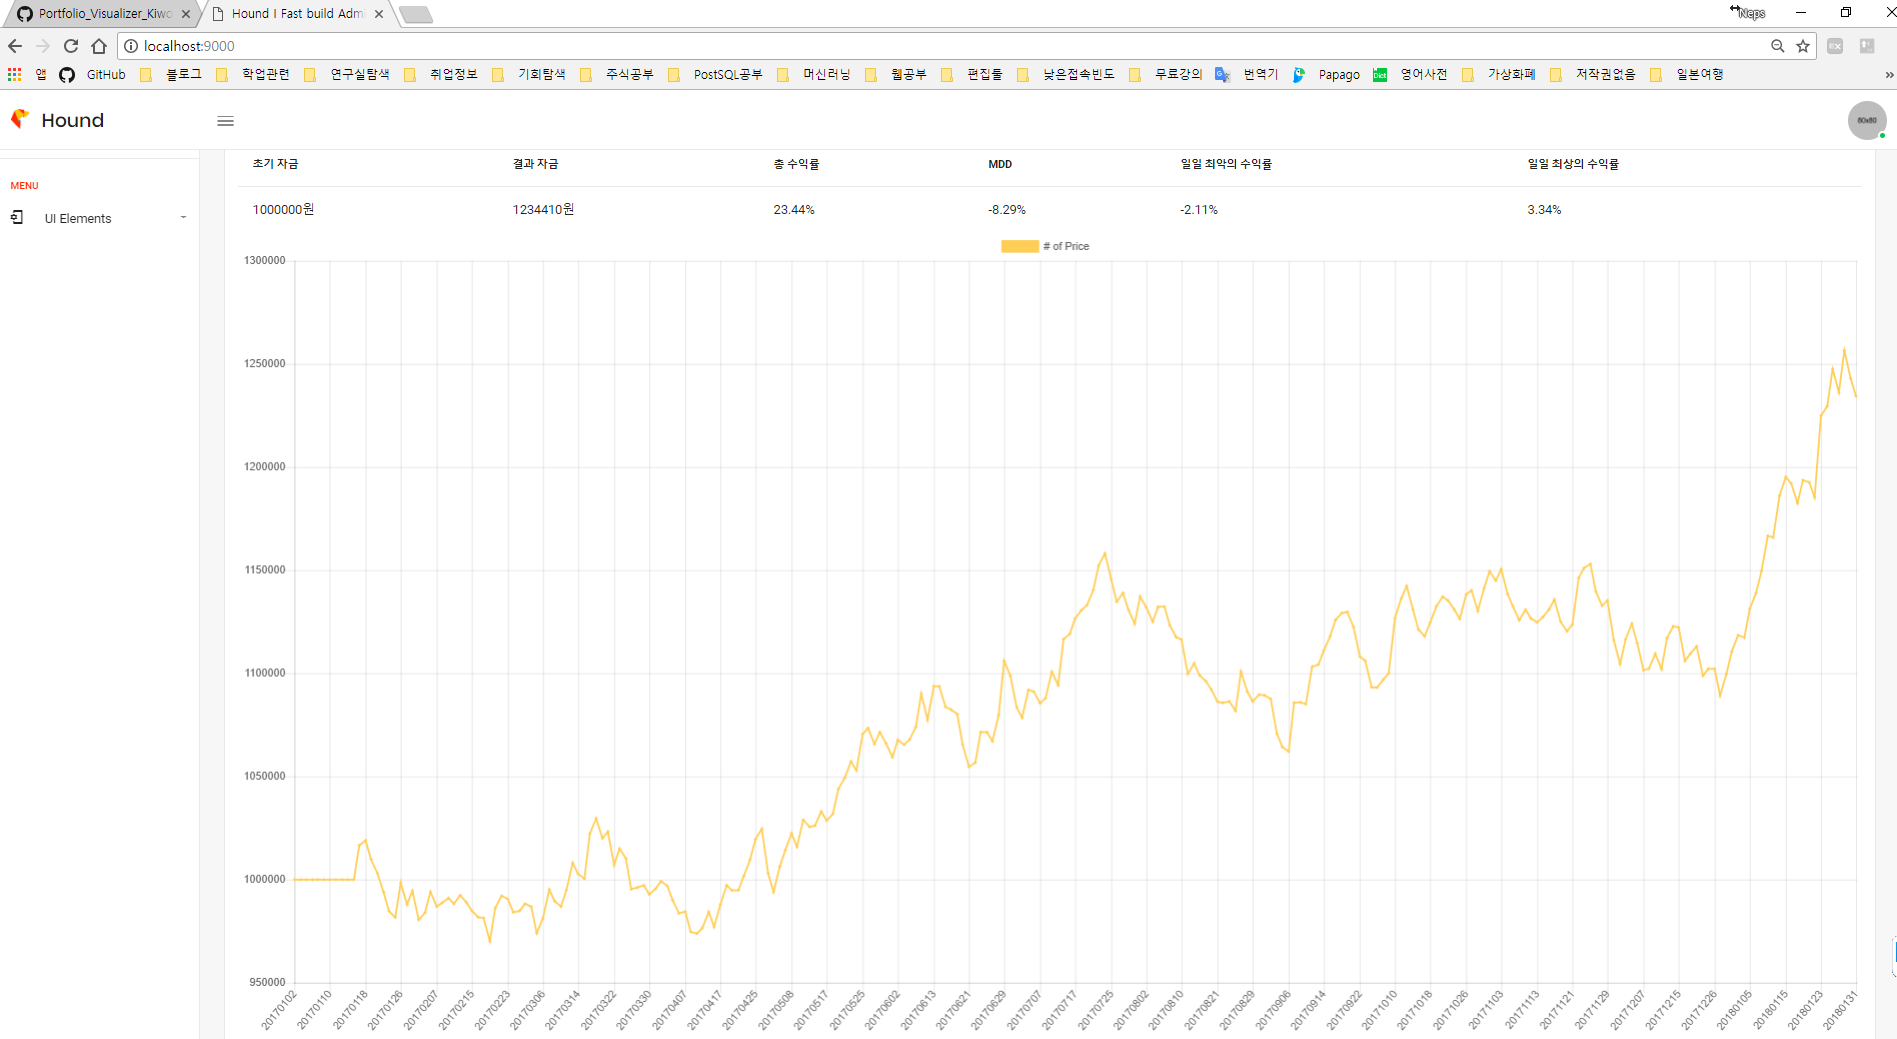 Portfolio_Visualizer_Kiwo
Hound I Fast build Adm
Neps
localhost:9000
앱 GitHub 블로그 학업관련 연구실탐색 취업정보 기회탐색 주식공부 PostSQL공부 머신러닝 웹공부 편집툴 낮은접속빈도 무료강의 번역기 Papago 영어사전 가상화폐 저작권없음 일본여행 »
Hound
60x60
MENU
UI Elements
초기 자금 결과 자금 총 수익률 MDD 일일 최악의 수익률 일일 최상의 수익률
1000000원 1234410원 23.44% -8.29% -2.11% 3.34%
# of Price
1300000
1250000
1200000
1150000
1100000
1050000
1000000
950000
20170102 20170110 20170118 20170126 20170207 20170215 20170223 20170306 20170314 20170322 20170330 20170407 20170417 20170425 20170508 20170517 20170525 20170602 20170613 20170621 20170629 20170707 20170717 20170725 20170802 20170810 20170821 20170829 20170906 20170914 20170922 20171010 20171018 20171026 20171103 20171113 20171121 20171129 20171207 20171215 20171226 20180105 20180115 20180123 20180131